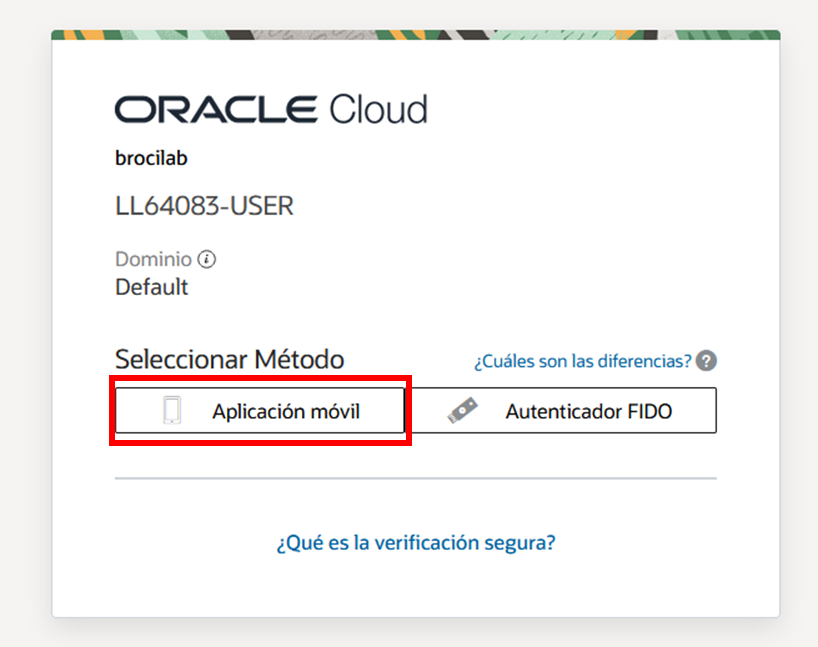 ORACLE Cloud
brocilab
LL64083-USER
Dominio i
Default
Seleccionar Método ¿Cuáles son las diferencias? ?
Aplicación móvil Autenticador FIDO
¿Qué es la verificación segura?